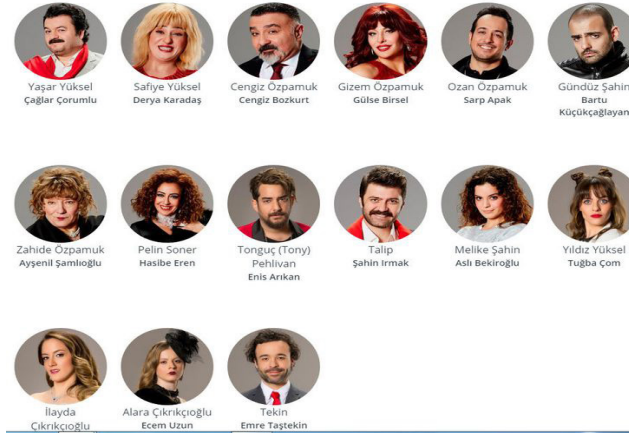 Yaşar Yüksel
Çağlar Çorumlu
Safiye Yüksel
Derya Karadaş
Cengiz Özpamuk
Cengiz Bozkurt
Gizem Özpamuk
Gülse Birsel
Ozan Özpamuk
Sarp Apak
Gündüz Şahin
Bartu
Küçükçağlayan
Zahide Özpamuk
Ayşenil Şamlıoğlu
Pelin Soner
Hasibe Eren
Tonguç (Tony)
Pehlivan
Enis Arıkan
Talip
Şahin Irmak
Melike Şahin
Aslı Bekiroğlu
Yıldız Yüksel
Tuğba Çom
İlayda
Çıkrıkçıoğlu
Alara Çıkrıkçıoğlu
Ecem Uzun
Tekin
Emre Taştekin